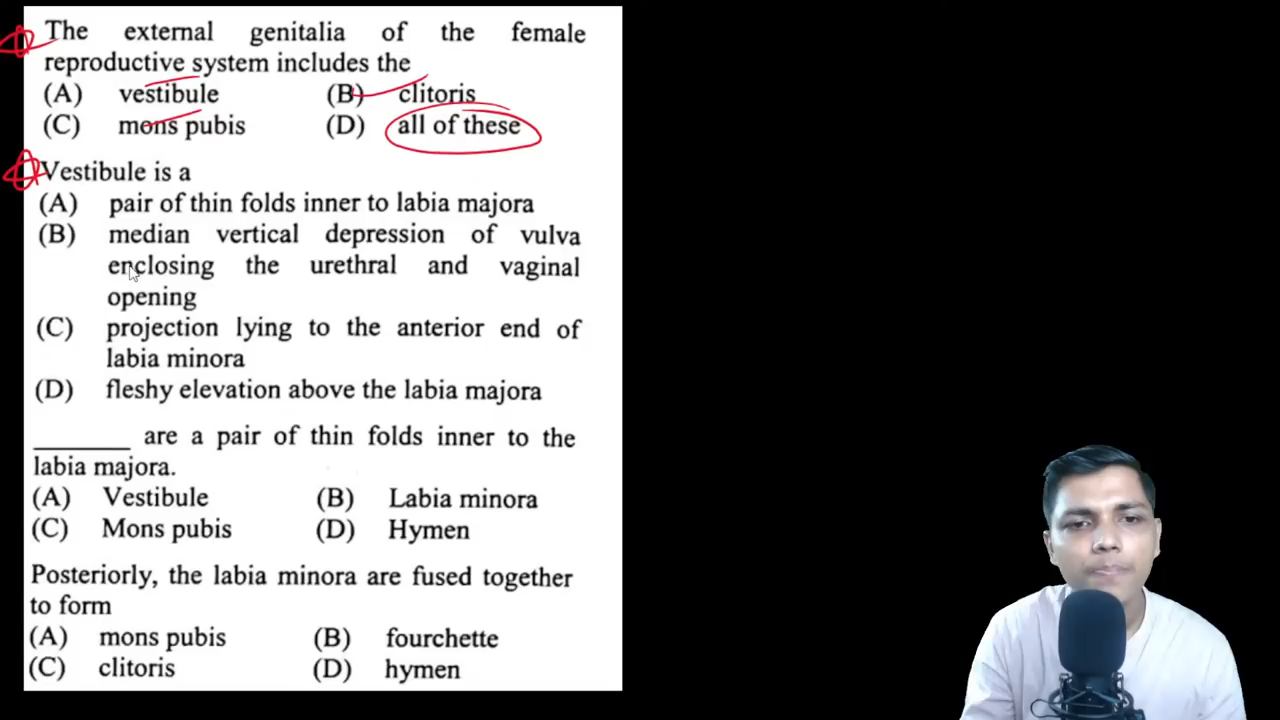 The external genitalia of the female
reproductive system includes the
(A) vestibule (B) clitoris
(C) mons pubis (D) all of these
Vestibule is a
(A) pair of thin folds inner to labia majora
(B) median vertical depression of vulva
enclosing the urethral and vaginal
opening
(C) projection lying to the anterior end of
labia minora
(D) fleshy elevation above the labia majora
________ are a pair of thin folds inner to the
labia majora.
(A) Vestibule (B) Labia minora
(C) Mons pubis (D) Hymen
Posteriorly, the labia minora are fused together
to form
(A) mons pubis (B) fourchette
(C) clitoris (D) hymen